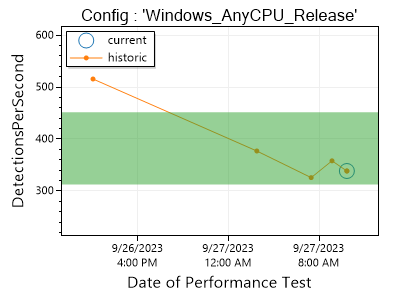 Config : 'Windows_AnyCPU_Release'
current
historic
600
500
400
300
DetectionsPerSecond
9/26/2023 9/27/2023 9/27/2023
4:00 PM 12:00 AM 8:00 AM
Date of Performance Test